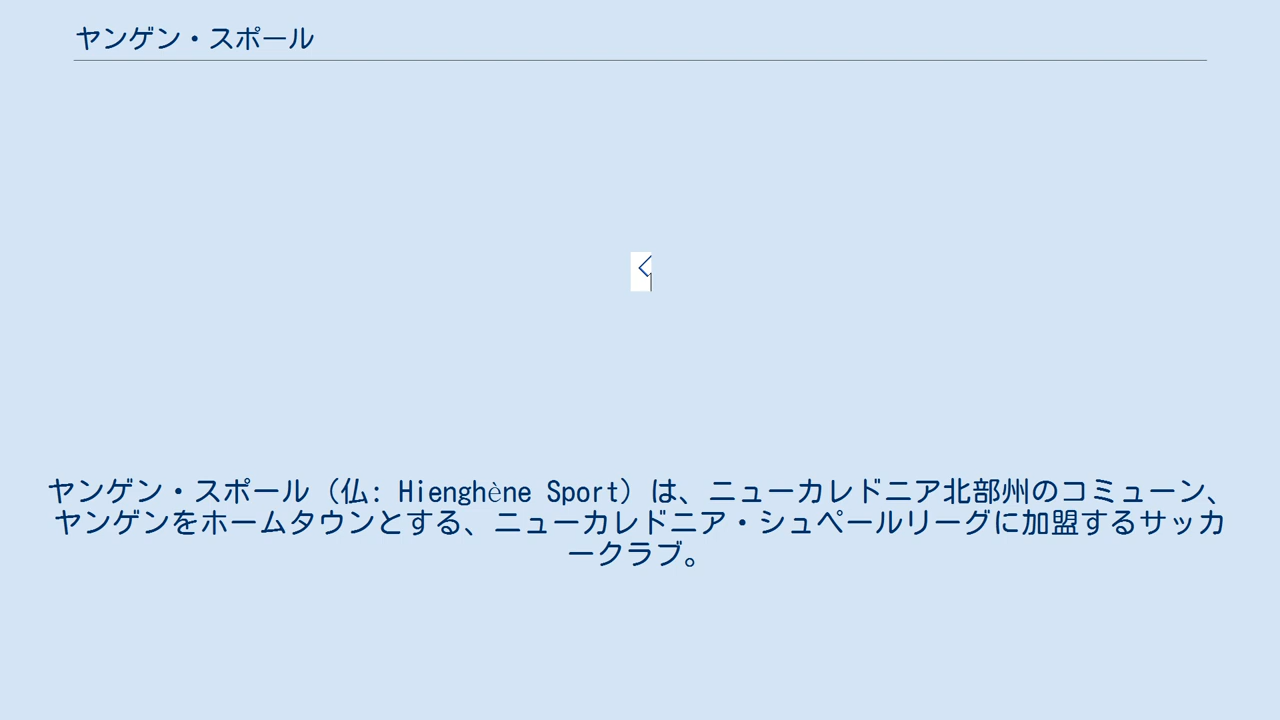 ヤンゲン・スポール
ヤンゲン・スポール（仏: Hienghène Sport）は、ニューカレドニア北部州のコミューン、
ヤンゲンをホームタウンとする、ニューカレドニア・シュペールリーグに加盟するサッカ
ークラブ。